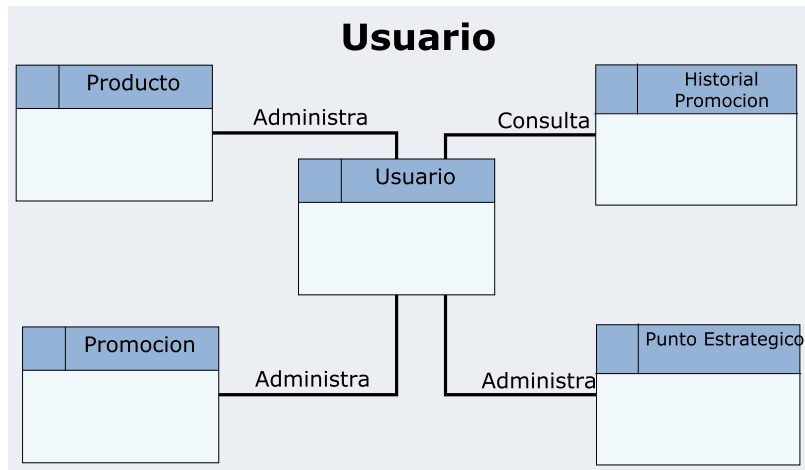 Usuario
Producto
Historial
Promocion
Administra
Consulta
Usuario
Promocion
Punto Estrategico
Administra
Administra